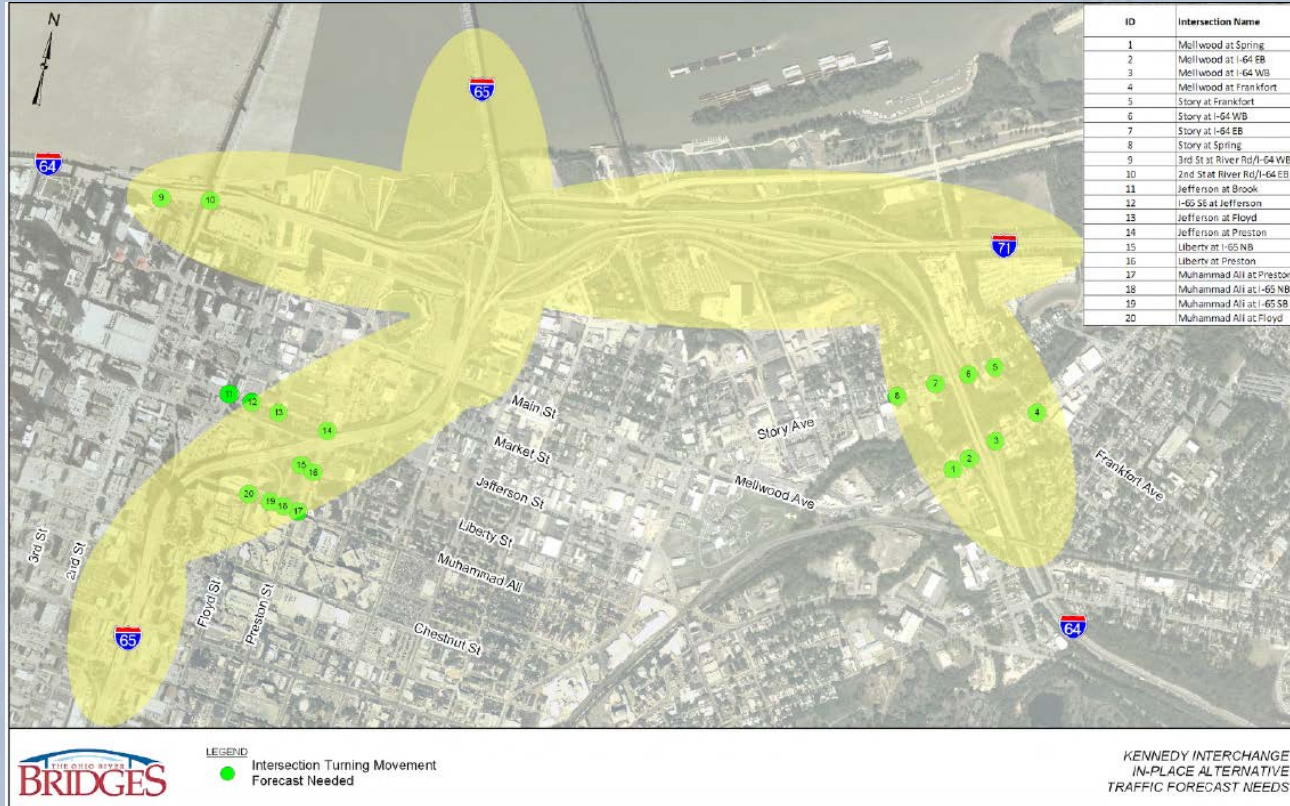 N
ID Intersection Name
1 Mellwood at Spring
2 Mellwood at I-64 EB
3 Mellwood at I-64 WB
4 Mellwood at Frankfort
5 Story at Frankfort
6 Story at I-64 WB
7 Story at I-64 EB
8 Story at Spring
9 3rd St at River Rd/I-64 WB
10 2nd St at River Rd/I-64 EB
11 Jefferson at Brook
12 I-65 SB at Jefferson
13 Jefferson at Floyd
14 Jefferson at Preston
15 Liberty at I-65 NB
16 Liberty at Preston
17 Muhammad Ali at Preston
18 Muhammad Ali at I-65 NB
19 Muhammad Ali at I-65 SB
20 Muhammad Ali at Floyd
65
64
9
10
71
5
6
7
8
11
12
13
4
14
3
2
1
15
16
20
19
18
17
Main St
Market St
Jefferson St
Liberty St
Muhammad Ali
Chestnut St
Story Ave
Mellwood Ave
Frankfort Ave
3rd St
2nd St
Floyd St
Preston St
65
64
THE OHIO RIVER
BRIDGES
LEGEND
Intersection Turning Movement
Forecast Needed
KENNEDY INTERCHANGE
IN-PLACE ALTERNATIVE
TRAFFIC FORECAST NEEDS